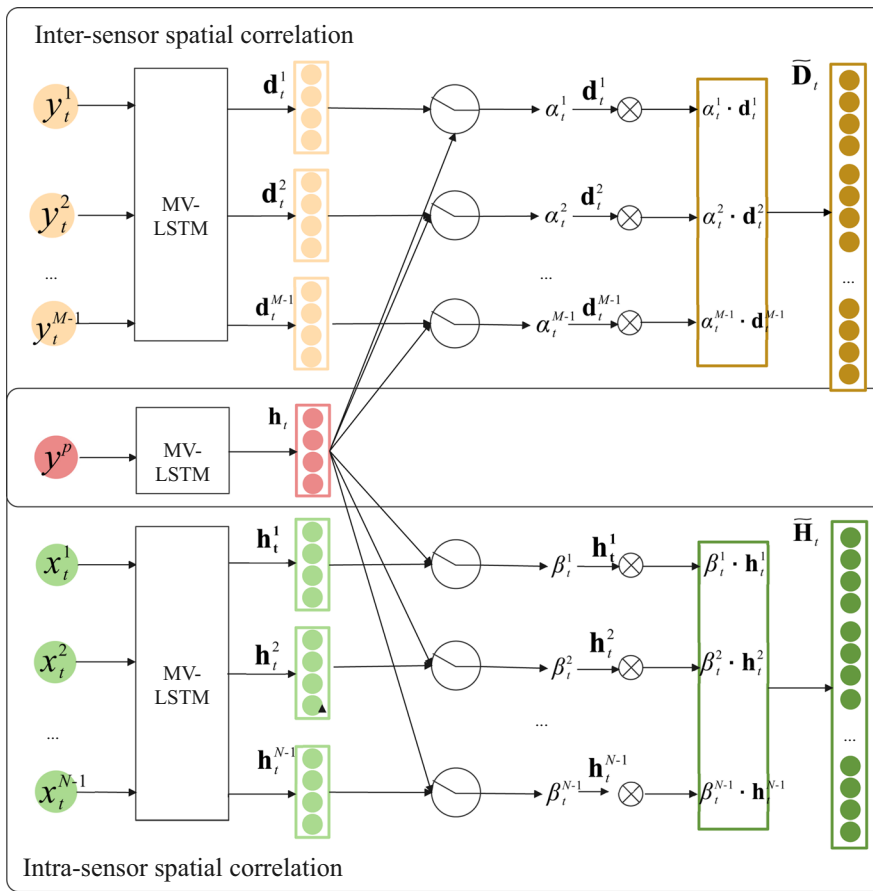 Inter-sensor spatial correlation
y_t^1
MV-
LSTM
d_t^1
α_t^1
d_t^1
α_t^1 · d_t^1
D̃_t
y_t^2
d_t^2
α_t^2
d_t^2
α_t^2 · d_t^2
...
...
...
y_t^{M-1}
d_t^{M-1}
α_t^{M-1}
d_t^{M-1}
α_t^{M-1} · d_t^{M-1}
y^p
MV-
LSTM
h_t
x_t^1
MV-
LSTM
h_t^1
β_t^1
h_t^1
β_t^1 · h_t^1
H̃_t
x_t^2
h_t^2
β_t^2
h_t^2
β_t^2 · h_t^2
...
...
...
x_t^{N-1}
h_t^{N-1}
β_t^{N-1}
h_t^{N-1}
β_t^{N-1} · h_t^{N-1}
Intra-sensor spatial correlation